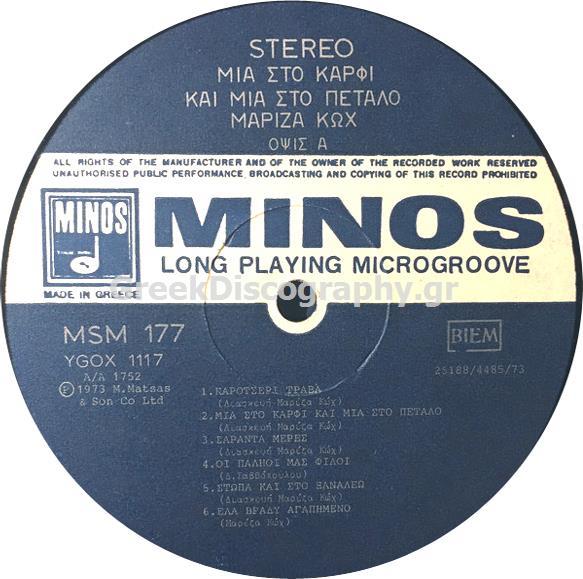 STEREO
ΜΙΑ ΣΤΟ ΚΑΡΦΙ
ΚΑΙ ΜΙΑ ΣΤΟ ΠΕΤΑΛΟ
ΜΑΡΙΖΑ ΚΩΧ
ΟΨΙΣ Α
ALL RIGHTS OF THE MANUFACTURER AND OF THE OWNER OF THE RECORDED WORK RESERVED
UNAUTHORISED PUBLIC PERFORMANCE, BROADCASTING AND COPYING OF THIS RECORD PROHIBITED
MINOS
MINOS
LONG PLAYING MICROGROOVE
MADE IN GREECE
GreekDiscography.gr
MSM 177
YGOX 1117
A/A 1752
Ⓟ1973 M.Matsas
& Son Co Ltd
BIEM
25188/4485/73
1.ΚΑΡΟΤΣΕΡΙ ΤΡΑΒΑ
(Διασκευή Μαρίζα Κώχ)
2.ΜΙΑ ΣΤΟ ΚΑΡΦΙ ΚΑΙ ΜΙΑ ΣΤΟ ΠΕΤΑΛΟ
(Διασκευή Μαρίζα Κώχ)
3.ΣΑΡΑΝΤΑ ΜΕΡΕΣ
(Διασκευή Μαρίζα Κώχ)
4.ΟΙ ΠΑΛΗΟΙ ΜΑΣ ΦΙΛΟΙ
(Δ.Σαββόπουλου)
5.ΣΤΩΠΑ ΚΑΙ ΣΤΟ ΞΑΝΑΛΕΩ
(Διασκευή Μαρίζα Κώχ)
6.ΕΛΑ ΒΡΑΔΥ ΑΓΑΠΗΜΕΝΟ
(Μαρίζα Κώχ)